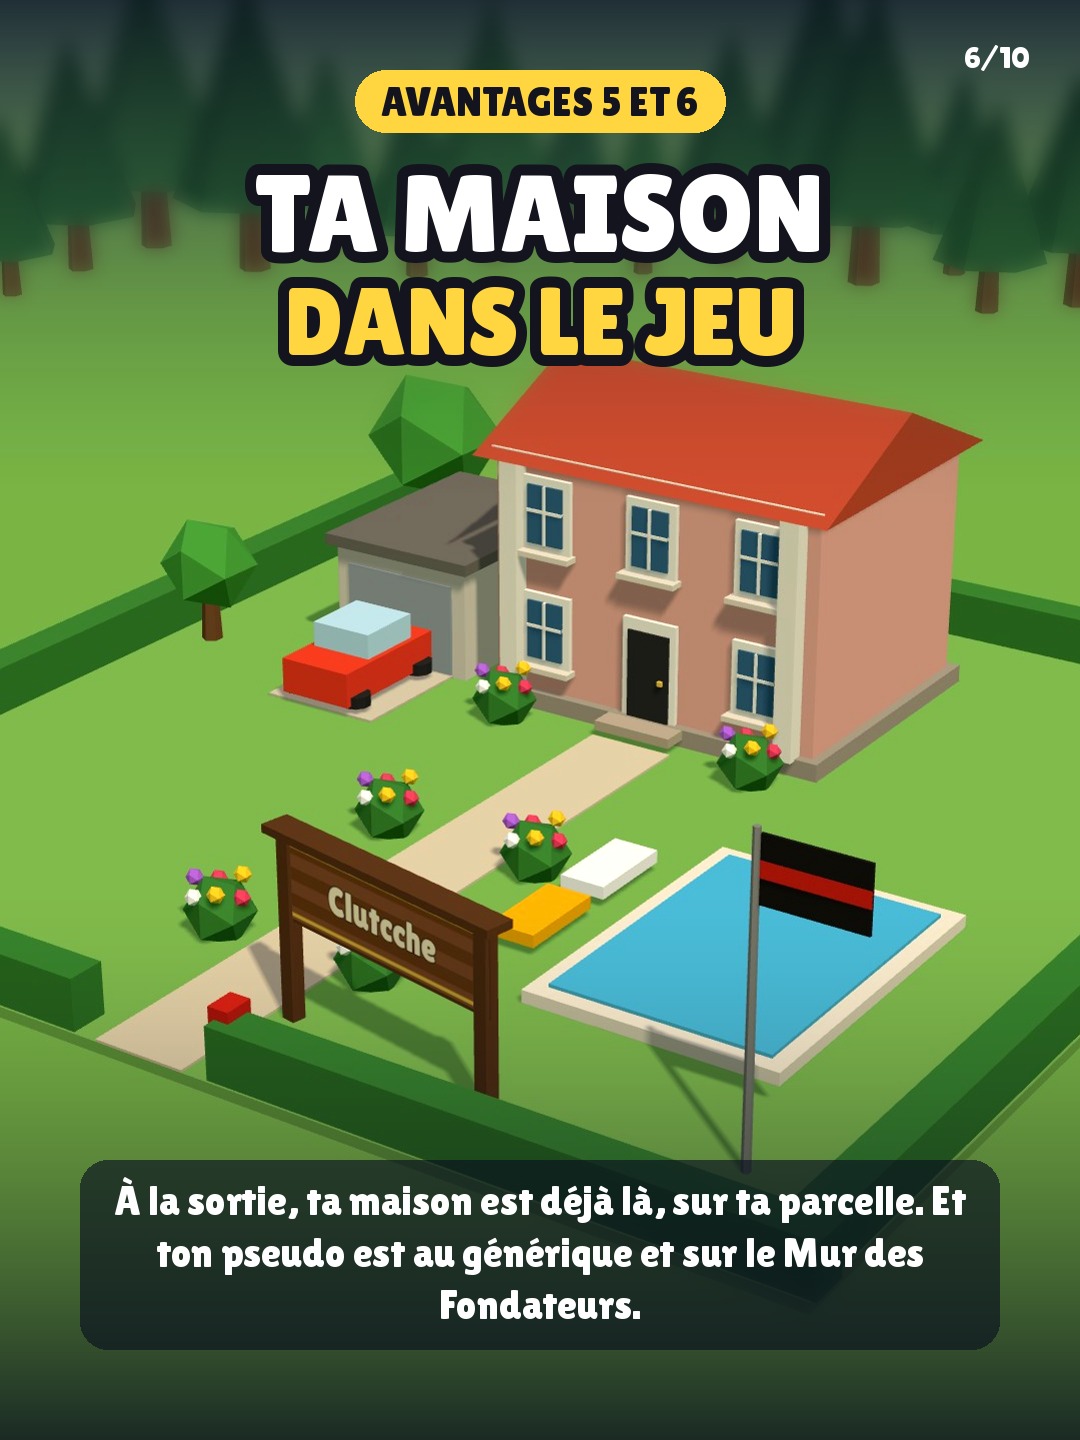 6/10
AVANTAGES 5 ET 6
TA MAISON
DANS LE JEU
Clutcche
À la sortie, ta maison est déjà là, sur ta parcelle. Et
ton pseudo est au générique et sur le Mur des
Fondateurs.